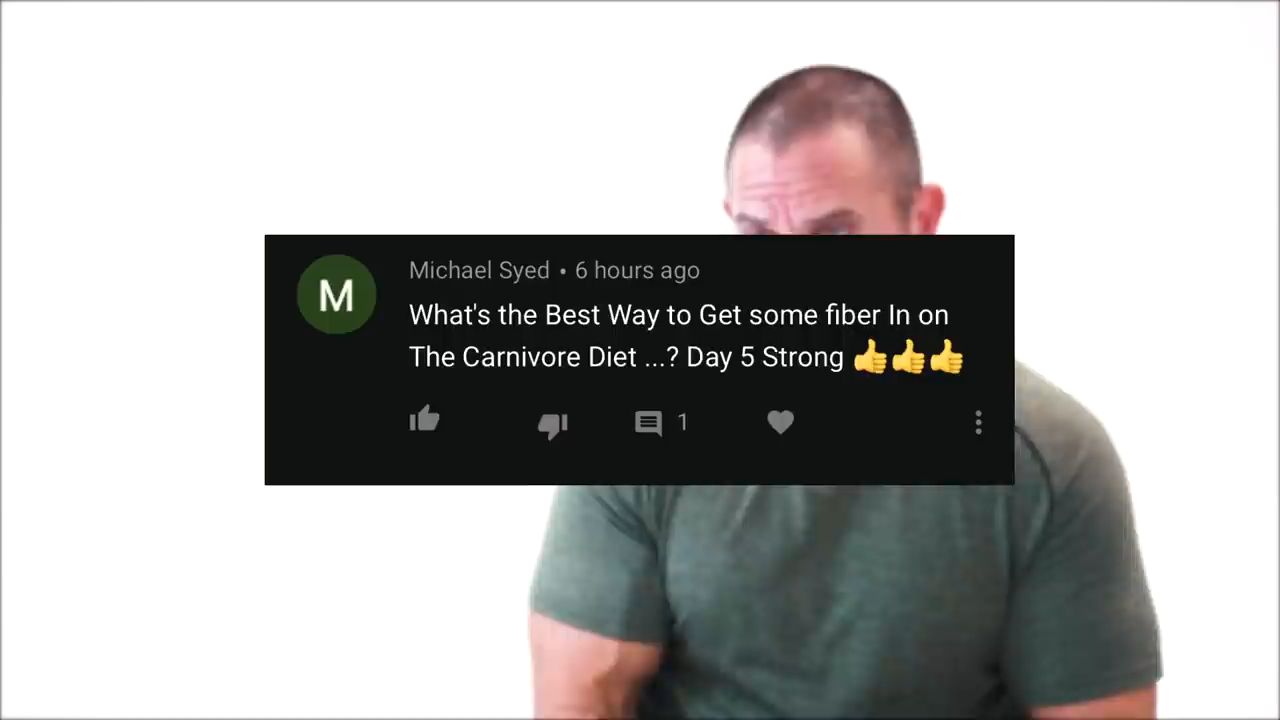 M
Michael Syed • 6 hours ago
What's the Best Way to Get some fiber In on
The Carnivore Diet ...? Day 5 Strong 👍👍👍
1